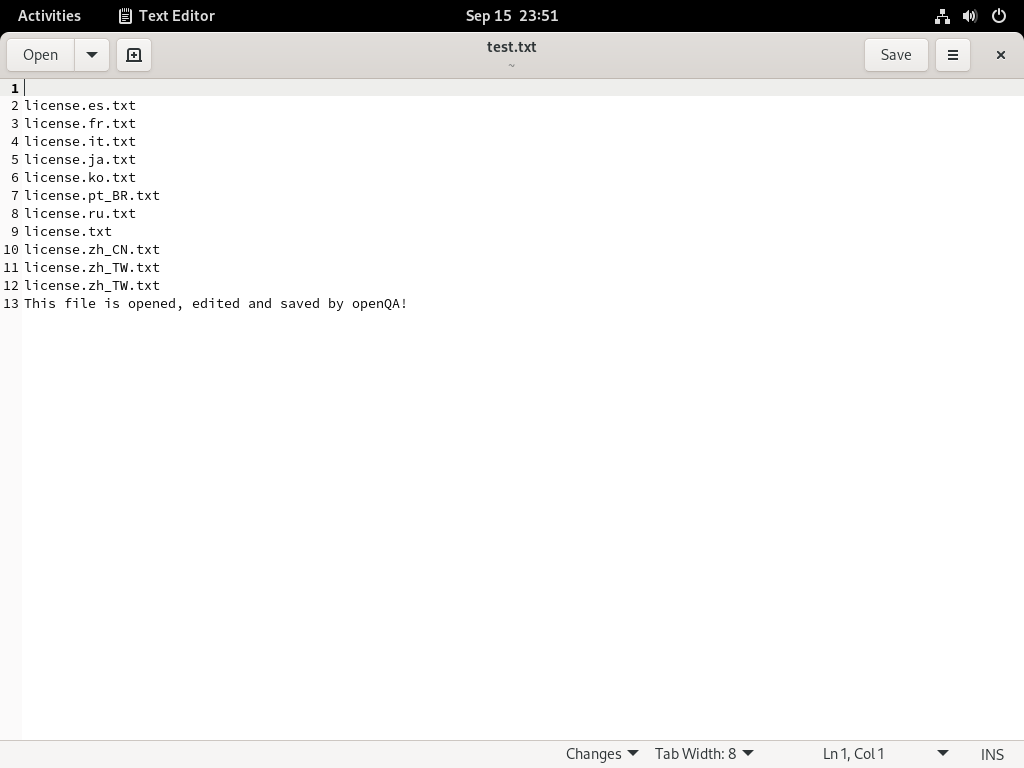 Activities Text Editor Sep 15 23:51
Open test.txt Save
~
1
2 license.es.txt
3 license.fr.txt
4 license.it.txt
5 license.ja.txt
6 license.ko.txt
7 license.pt_BR.txt
8 license.ru.txt
9 license.txt
10 license.zh_CN.txt
11 license.zh_TW.txt
12 license.zh_TW.txt
13 This file is opened, edited and saved by openQA!
Changes Tab Width: 8 Ln 1, Col 1 INS